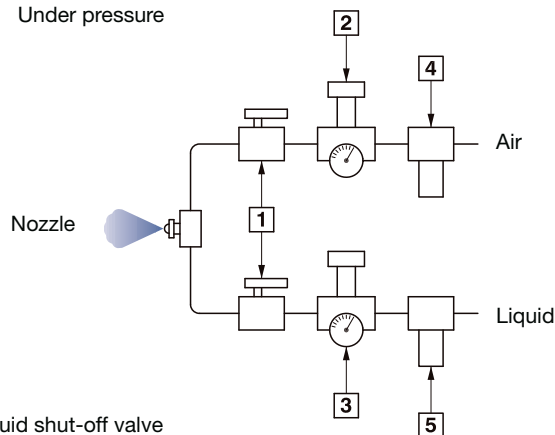 Under pressure
2
4
Air
Nozzle
1
Liquid
3
5
uid shut-off valve